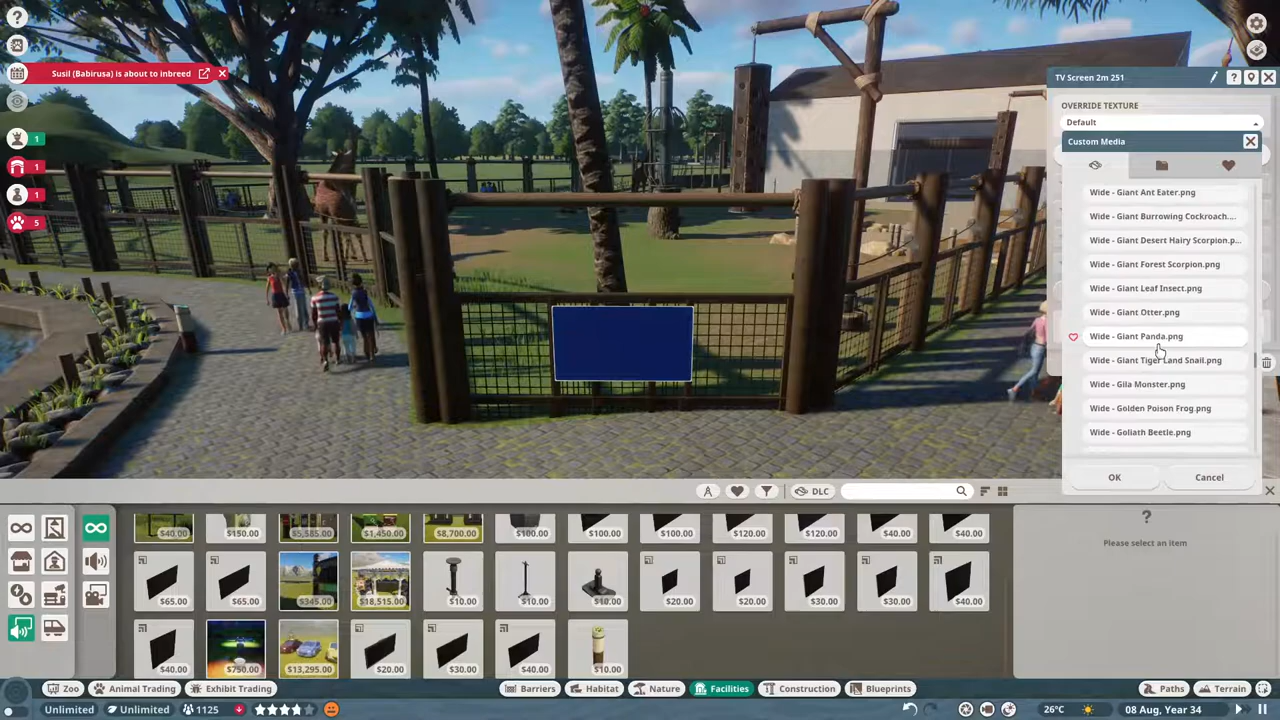 ?
Susil (Babirusa) is about to inbreed
1
1
1
5
TV Screen 2m 251
?
OVERRIDE TEXTURE
Default
Custom Media
Wide - Giant Ant Eater.png
Wide - Giant Burrowing Cockroach....
Wide - Giant Desert Hairy Scorpion.p...
Wide - Giant Forest Scorpion.png
Wide - Giant Leaf Insect.png
Wide - Giant Otter.png
Wide - Giant Panda.png
Wide - Giant Tiger Land Snail.png
Wide - Gila Monster.png
Wide - Golden Poison Frog.png
Wide - Goliath Beetle.png
OK
Cancel
DLC
$40.00
$150.00
$5,585.00
$1,450.00
$8,700.00
$100.00
$100.00
$100.00
$120.00
$120.00
$40.00
$40.00
?
Please select an item
$65.00
$65.00
$345.00
$18,515.00
$10.00
$10.00
$10.00
$20.00
$20.00
$30.00
$30.00
$40.00
$40.00
$750.00
$13,295.00
$20.00
$30.00
$40.00
$10.00
Zoo
Animal Trading
Exhibit Trading
Barriers
Habitat
Nature
Facilities
Construction
Blueprints
Paths
Terrain
Unlimited
Unlimited
1125
26°C
08 Aug, Year 34